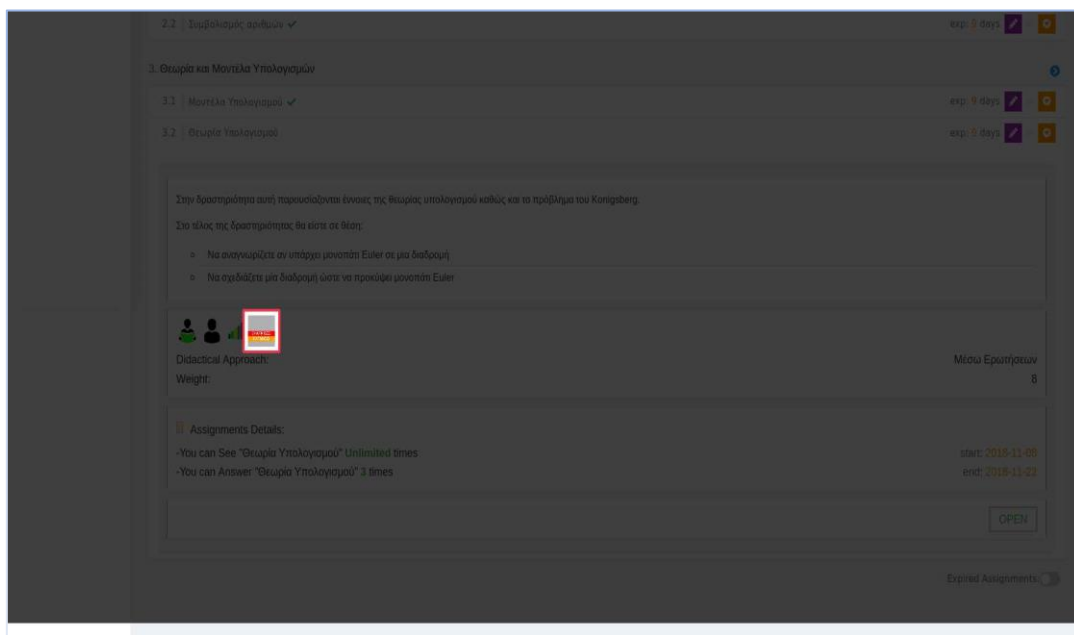 2.2 Συμβολισμός αριθμών
exp: 9 days
3. Θεωρία και Μοντέλα Υπολογισμών
3.1 Μοντέλα Υπολογισμού
exp: 9 days
3.2 Θεωρία Υπολογισμού
exp: 9 days
Στην δραστηριότητα αυτή παρουσιάζονται έννοιες της θεωρίας υπολογισμού καθώς και το πρόβλημα του Konigsberg.
Στο τέλος της δραστηριότητας θα είστε σε θέση:
Να αναγνωρίζετε αν υπάρχει μονοπάτι Euler σε μια διαδρομή
Να σχεδιάζετε μία διαδρομή ώστε να προκύψει μονοπάτι Euler
Didactical Approach: Μέσω Ερωτήσεων
Weight: 8
Assignments Details:
-You can See "Θεωρία Υπολογισμού" Unlimited times
start: 2018-11-08
-You can Answer "Θεωρία Υπολογισμού" 3 times
end: 2018-11-22
OPEN
Expired Assignments: